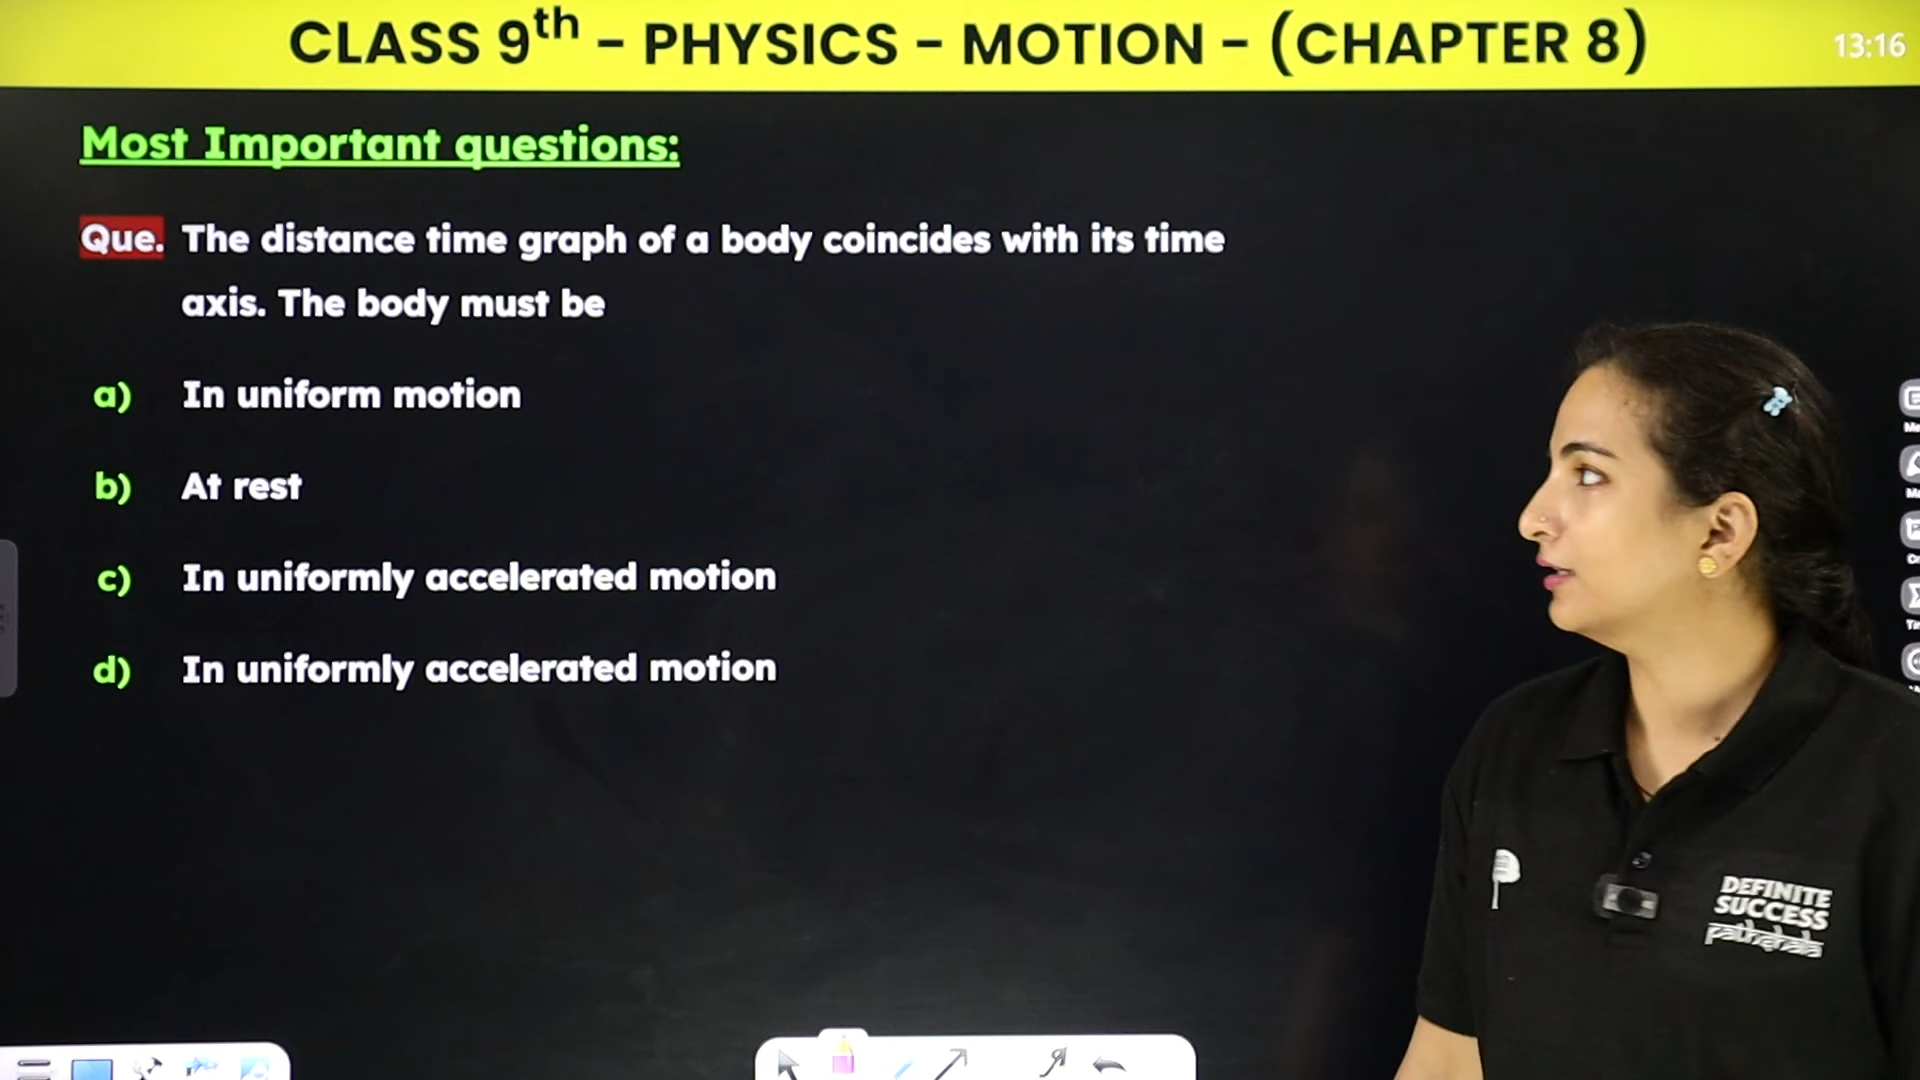 CLASS 9th - PHYSICS - MOTION - (CHAPTER 8)
13:16
Most Important questions:
Que. The distance time graph of a body coincides with its time
axis. The body must be
a) In uniform motion
b) At rest
c) In uniformly accelerated motion
d) In uniformly accelerated motion
DEFINITE
SUCCESS
pathshala